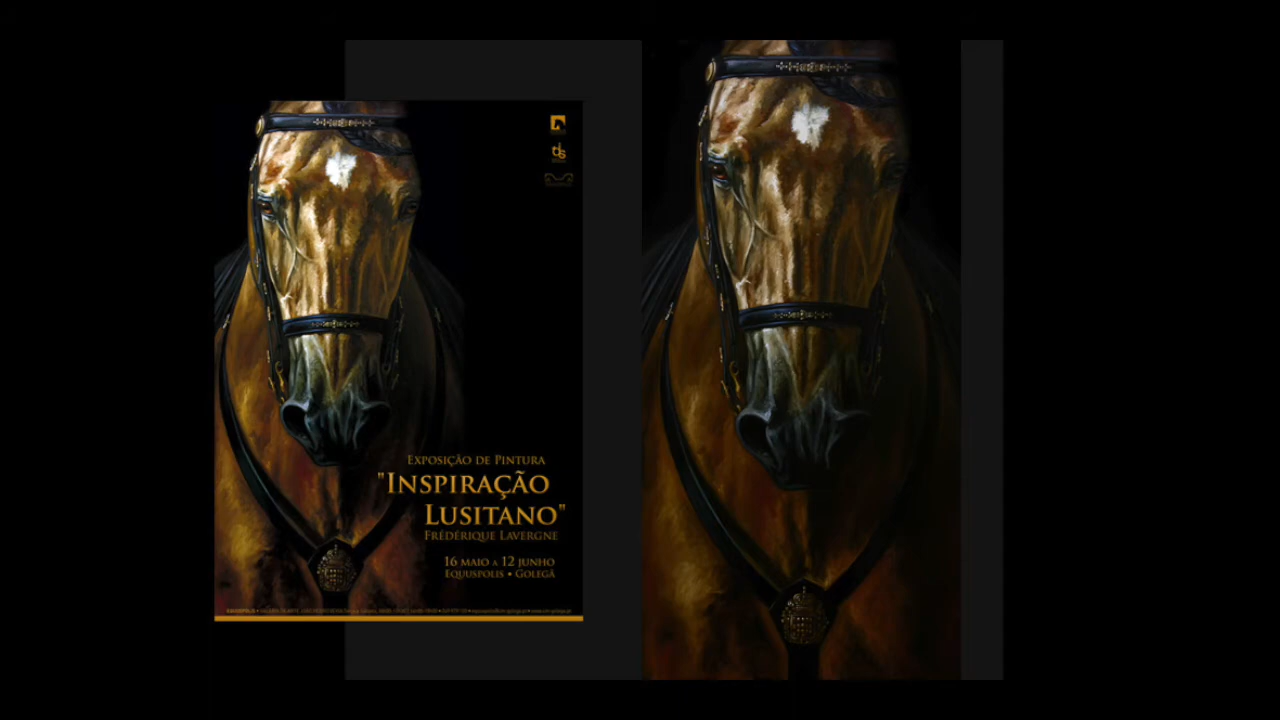 EXPOSIÇÃO DE PINTURA
"INSPIRAÇÃO
LUSITANO"
FRÉDÉRIQUE LAVERGNE
16 MAIO A 12 JUNHO
EQUUSPOLIS • GOLEGÃ